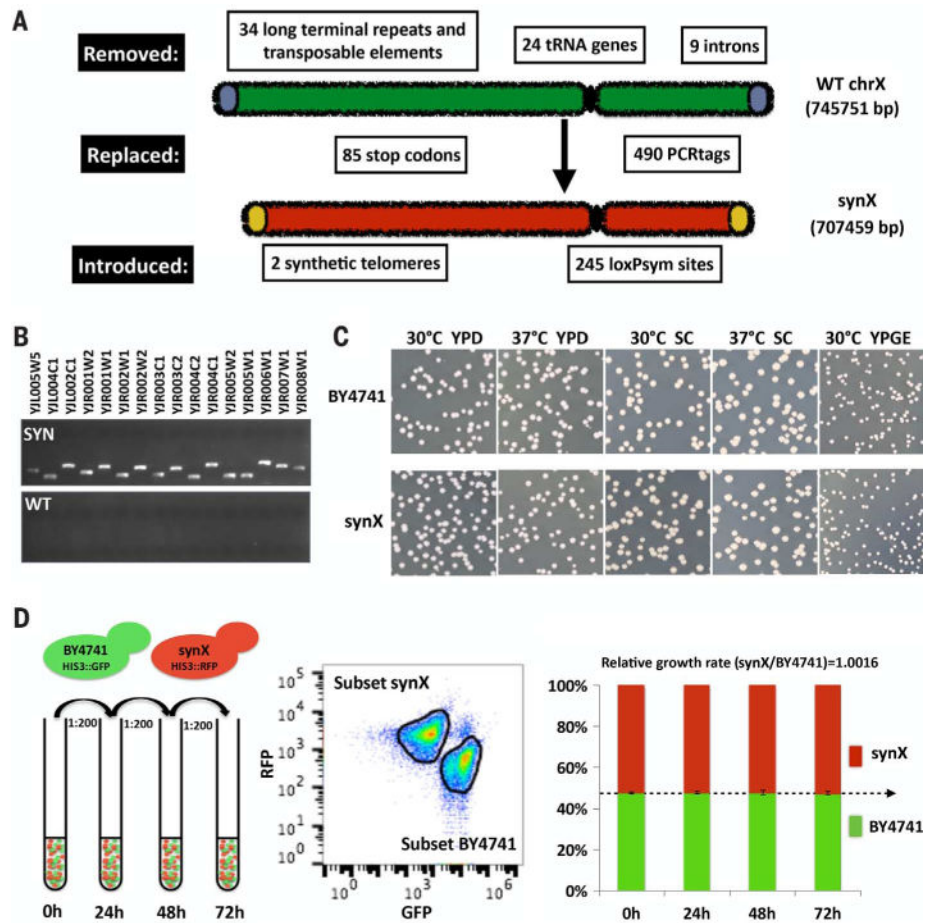 A
Removed:
34 long terminal repeats and
transposable elements
24 tRNA genes
9 introns
WT chrX
(745751 bp)
Replaced:
85 stop codons
490 PCRtags
synX
(707459 bp)
Introduced:
2 synthetic telomeres
245 loxPsym sites
B
YJL005W5
YJL004C1
YJL002C1
YJR001W2
YJR001W1
YJR002W1
YJR002W2
YJR003C1
YJR003C2
YJR004C2
YJR004C1
YJR005W2
YJR005W1
YJR006W1
YJR007W1
YJR008W1
SYN
WT
C
30°C YPD
37°C YPD
30°C SC
37°C SC
30°C YPGE
BY4741
synX
D
BY4741
HIS3::GFP
synX
HIS3::RFP
1:200
1:200
1:200
0h
24h
48h
72h
RFP
10⁵
10⁴
10³
10²
10¹
10⁰
Subset synX
Subset BY4741
10⁰
10³
10⁶
GFP
Relative growth rate (synX/BY4741)=1.0016
100%
80%
60%
40%
20%
0%
synX
BY4741
0h
24h
48h
72h